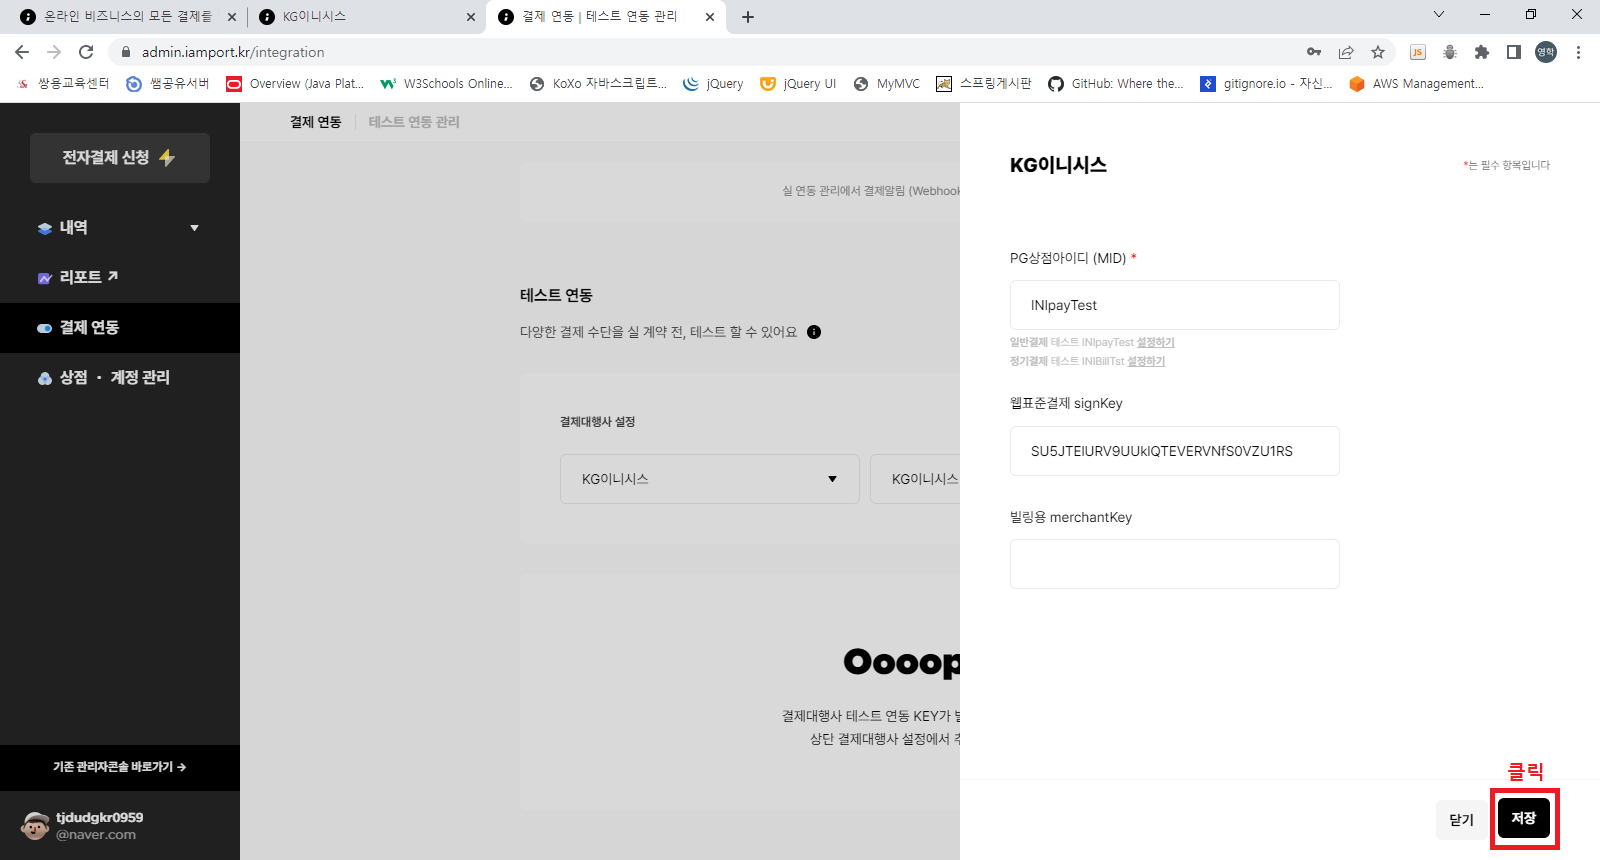 온라인 비즈니스의 모든 결제를
KG이니시스
결제 연동 | 테스트 연동 관리
admin.iamport.kr/integration
영학
쌍용교육센터
쌤공유서버
Overview (Java Plat...
W3Schools Online...
KoXo 자바스크립트...
jQuery
jQuery UI
MyMVC
스프링게시판
GitHub: Where the...
gitignore.io - 자신...
AWS Management...
전자결제 신청
내역
리포트
결제 연동
상점 · 계정 관리
기존 관리자콘솔 바로가기 →
tjdudgkr0959
@naver.com
결제 연동
테스트 연동 관리
실 연동 관리에서 결제알림 (Webhook
테스트 연동
다양한 결제 수단을 실 계약 전, 테스트 할 수 있어요
결제대행사 설정
KG이니시스
KG이니시스
Oooop
결제대행사 테스트 연동 KEY가 발
상단 결제대행사 설정에서 추
KG이니시스
*는 필수 항목입니다
PG상점아이디 (MID) *
INIpayTest
일반결제 테스트 INIpayTest 설정하기
정기결제 테스트 INIBillTst 설정하기
웹표준결제 signKey
SU5JTElURV9UUklQTEVERVNfS0VZU1RS
빌링용 merchantKey
클릭
닫기
저장